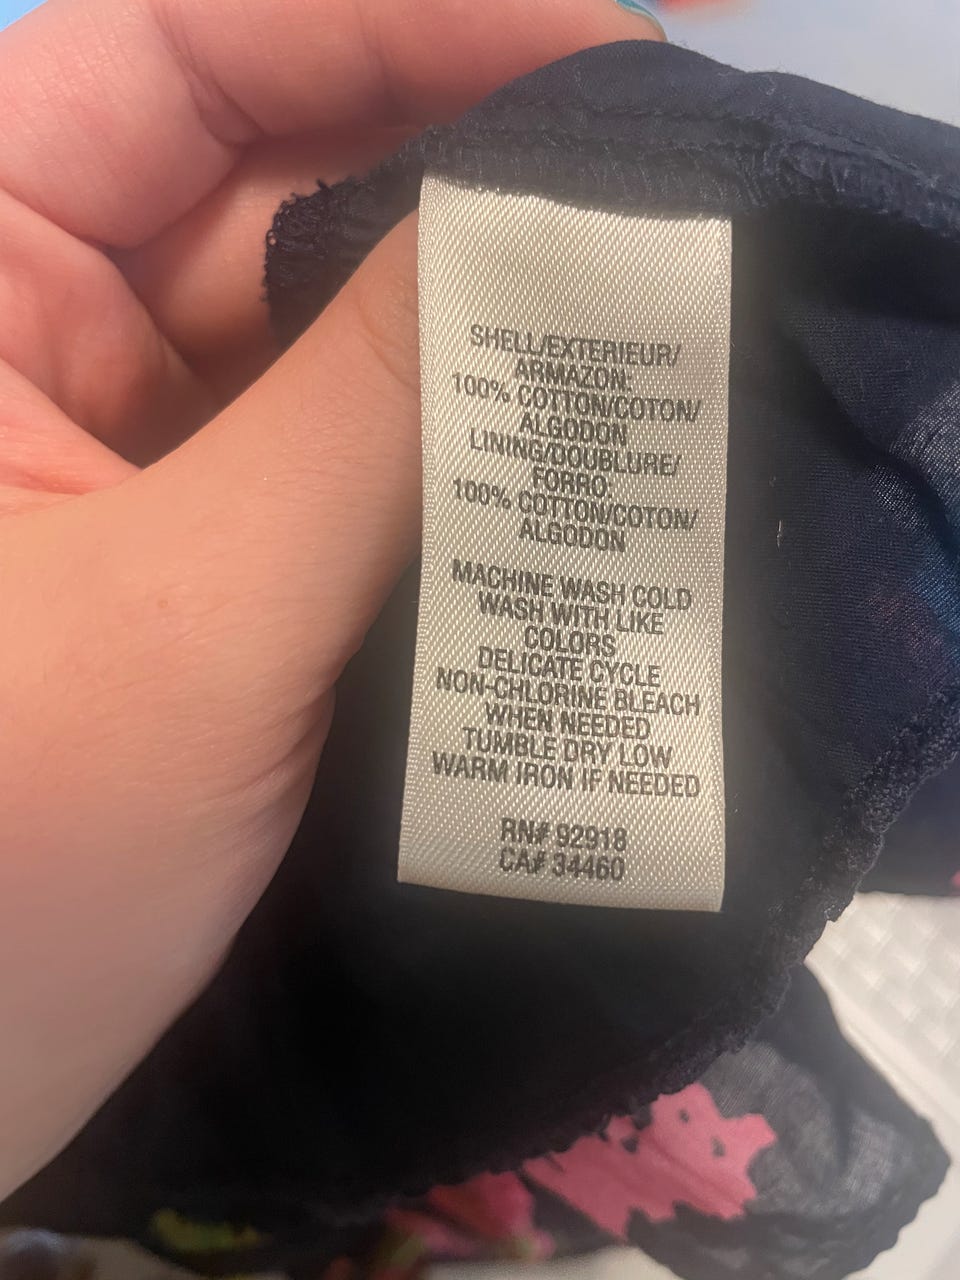 SHELL/EXTERIEUR/
ARMAZON:
100% COTTON/COTON/
ALGODON
LINING/DOUBLURE/
FORRO:
100% COTTON/COTON/
ALGODON
MACHINE WASH COLD
WASH WITH LIKE
COLORS
DELICATE CYCLE
NON-CHLORINE BLEACH
WHEN NEEDED
TUMBLE DRY LOW
WARM IRON IF NEEDED
RN# 92918
CA# 34460